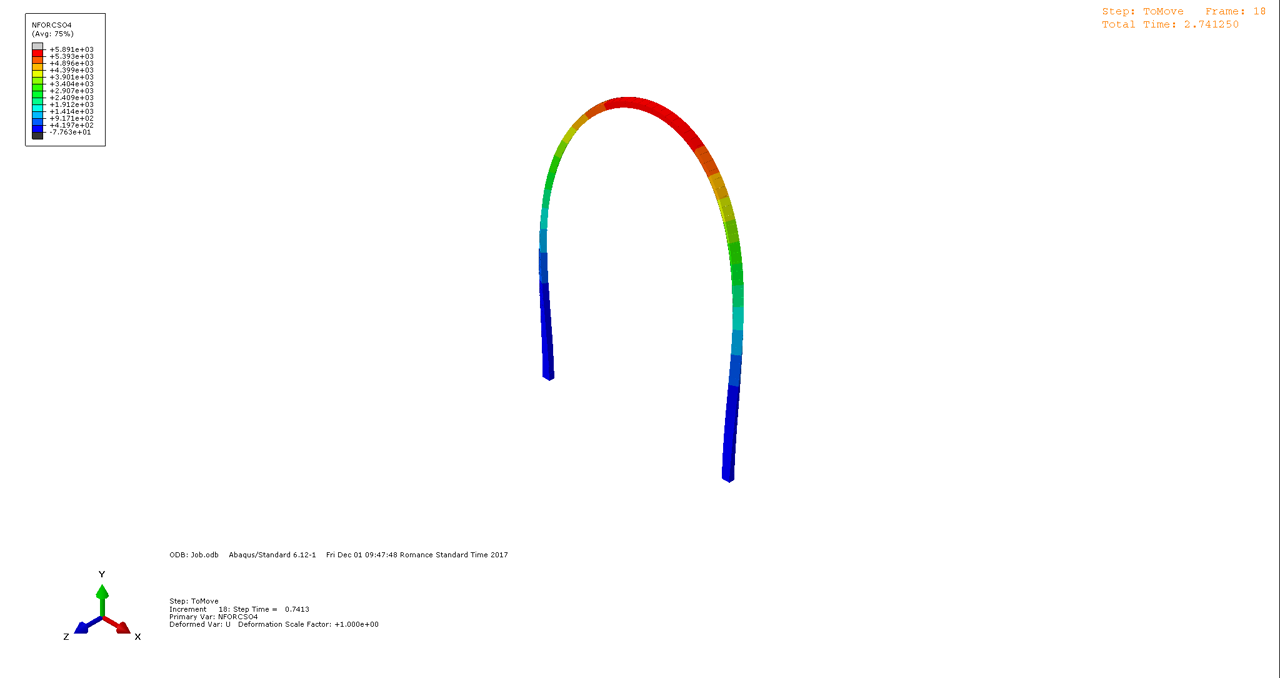 NFORCSO4
(Avg: 75%)
+5.891e+03
+5.393e+03
+4.896e+03
+4.399e+03
+3.901e+03
+3.404e+03
+2.907e+03
+2.409e+03
+1.912e+03
+1.414e+03
+9.171e+02
+4.197e+02
-7.763e+01
Step: ToMove   Frame: 18
Total Time: 2.741250
ODB: Job.odb   Abaqus/Standard 6.12-1   Fri Dec 01 09:47:48 Romance Standard Time 2017
Y
Z
X
Step: ToMove
Increment   18: Step Time =   0.7413
Primary Var: NFORCSO4
Deformed Var: U   Deformation Scale Factor: +1.000e+00